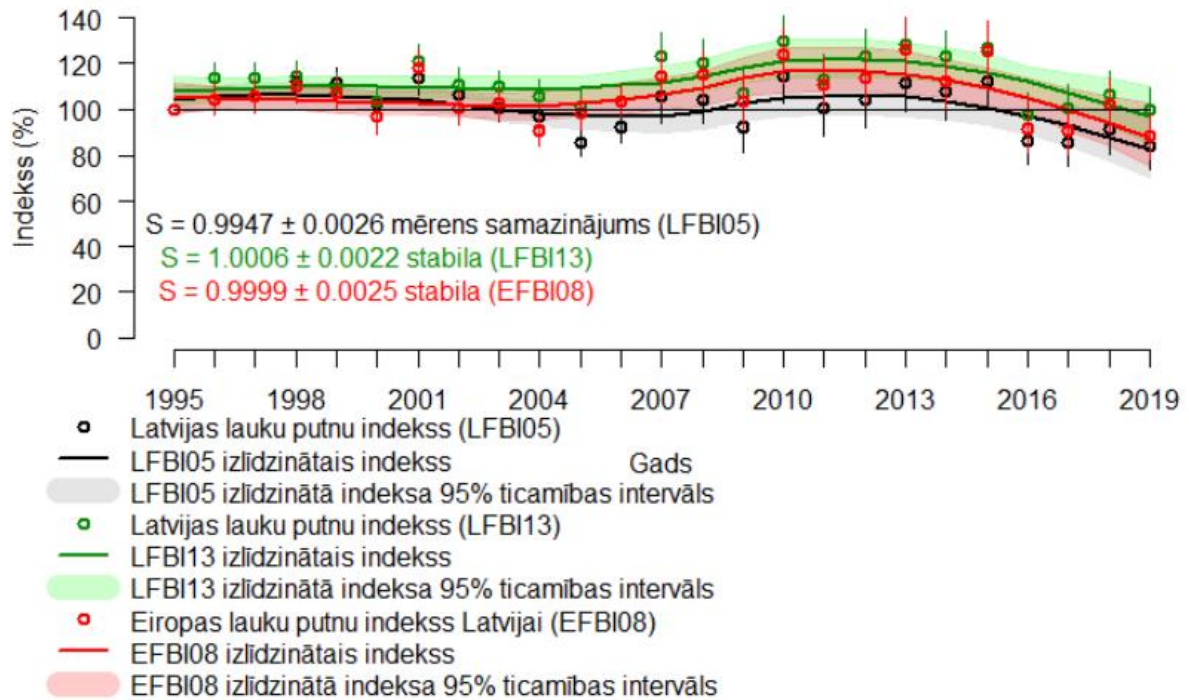 140
120
100
80
60
40
20
0
Indekss (%)
S = 0.9947 ± 0.0026 mērens samazinājums (LFBI05)
S = 1.0006 ± 0.0022 stabila (LFBI13)
S = 0.9999 ± 0.0025 stabila (EFBI08)
1995 1998 2001 2004 2007 2010 2013 2016 2019
Gads
Latvijas lauku putnu indekss (LFBI05)
LFBI05 izlīdzinātais indekss
LFBI05 izlīdzinātā indeksa 95% ticamības intervāls
Latvijas lauku putnu indekss (LFBI13)
LFBI13 izlīdzinātais indekss
LFBI13 izlīdzinātā indeksa 95% ticamības intervāls
Eiropas lauku putnu indekss Latvijai (EFBI08)
EFBI08 izlīdzinātais indekss
EFBI08 izlīdzinātā indeksa 95% ticamības intervāls